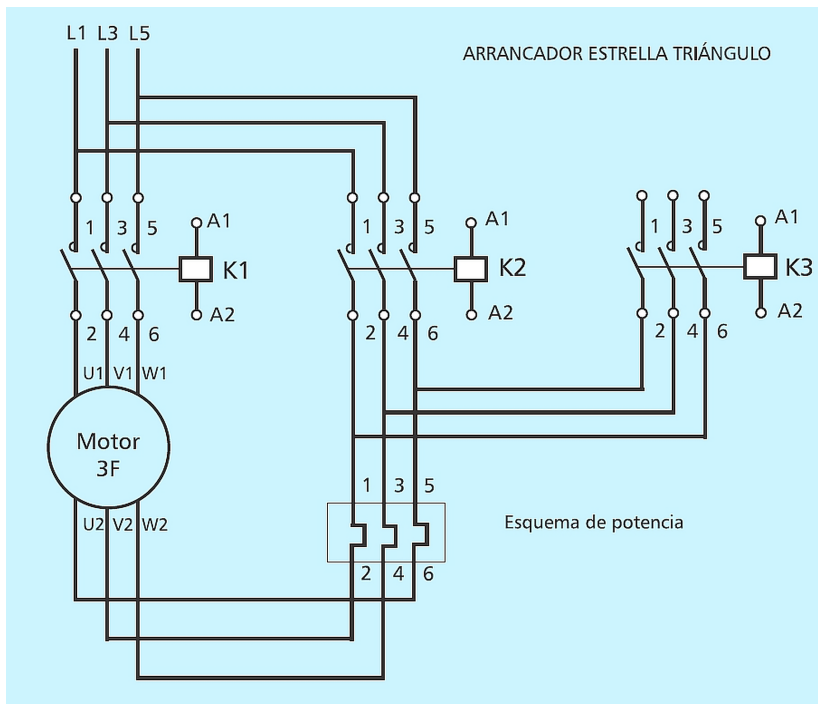 L1 L3 L5
ARRANCADOR ESTRELLA TRIÁNGULO
1 3 5 A1
1 3 5 A1
1 3 5 A1
K1
K2
K3
2 4 6 A2
2 4 6 A2
2 4 6 A2
U1 V1 W1
Motor
3F
1 3 5
U2 V2 W2
Esquema de potencia
2 4 6